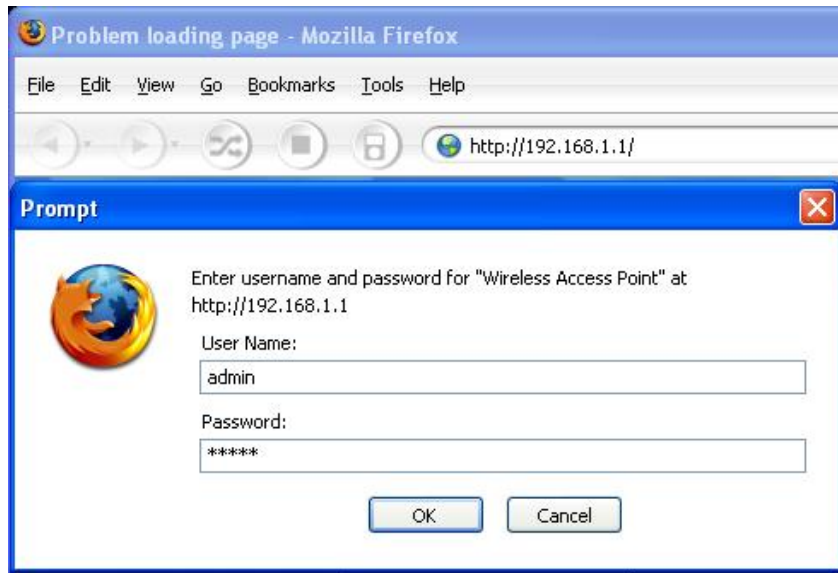 Problem loading page - Mozilla Firefox
File Edit View Go Bookmarks Tools Help
http://192.168.1.1/
Prompt
Enter username and password for "Wireless Access Point" at
http://192.168.1.1
User Name:
admin
Password:
*****
OK Cancel